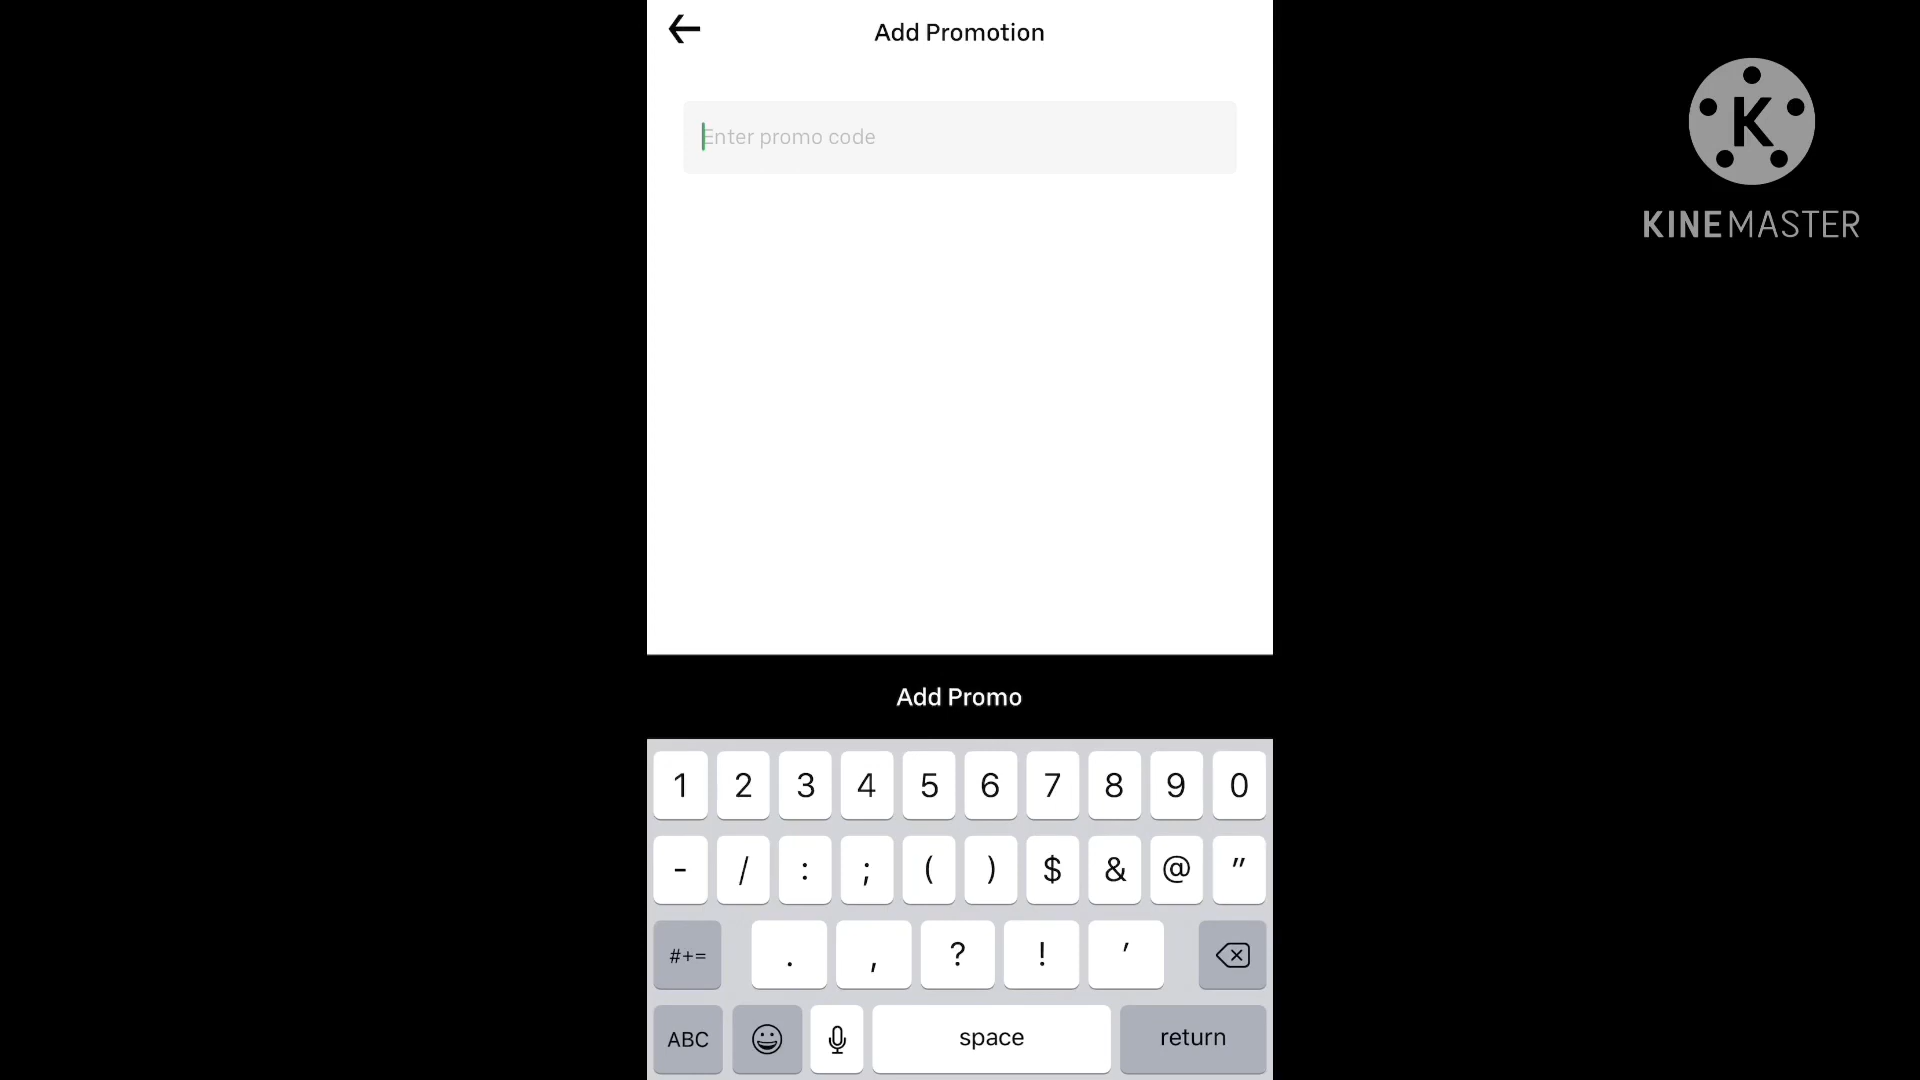 Add Promotion
Enter promo code
K
KINEMASTER
Add Promo
1 2 3 4 5 6 7 8 9 0
- / : ; ( ) $ & @ "
#+= . , ? ! '
ABC space return